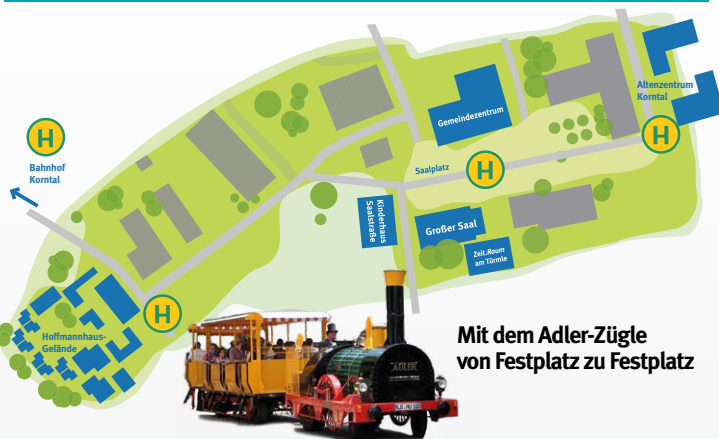 Altenzentrum
Korntal
Gemeindezentrum
H
H
Bahnhof
Korntal
Saalplatz
H
Kinderhaus
Saalstraße
Großer Saal
Zeit.Raum
am Türmle
H
Hoffmannhaus-
Gelände
Mit dem Adler-Zügle
von Festplatz zu Festplatz
ADLER